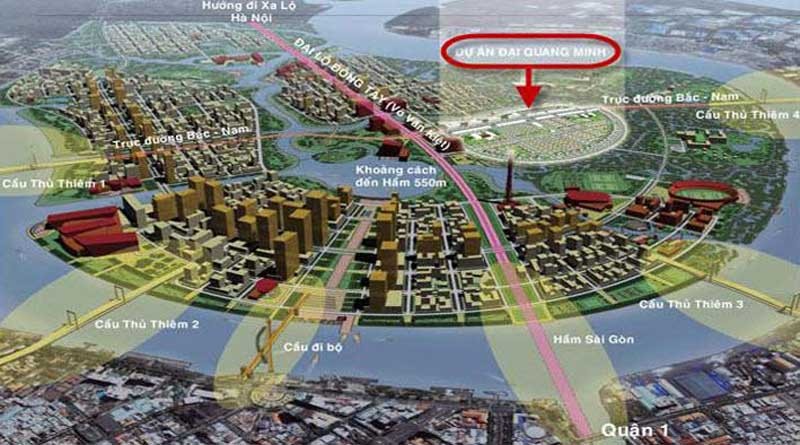 Hướng đi Xa Lộ
Hà Nội
DỰ ÁN ĐẠI QUANG MINH
ĐẠI LỘ ĐÔNG TÂY (Võ Văn Kiệt)
Trục đường Bắc - Nam
Cầu Thủ Thiêm 4
Trục đường Bắc - Nam
Khoảng cách
đến Hầm 550m
Cầu Thủ Thiêm 1
Cầu Thủ Thiêm 3
Cầu Thủ Thiêm 2
Cầu đi bộ
Hầm Sài Gòn
Quận 1